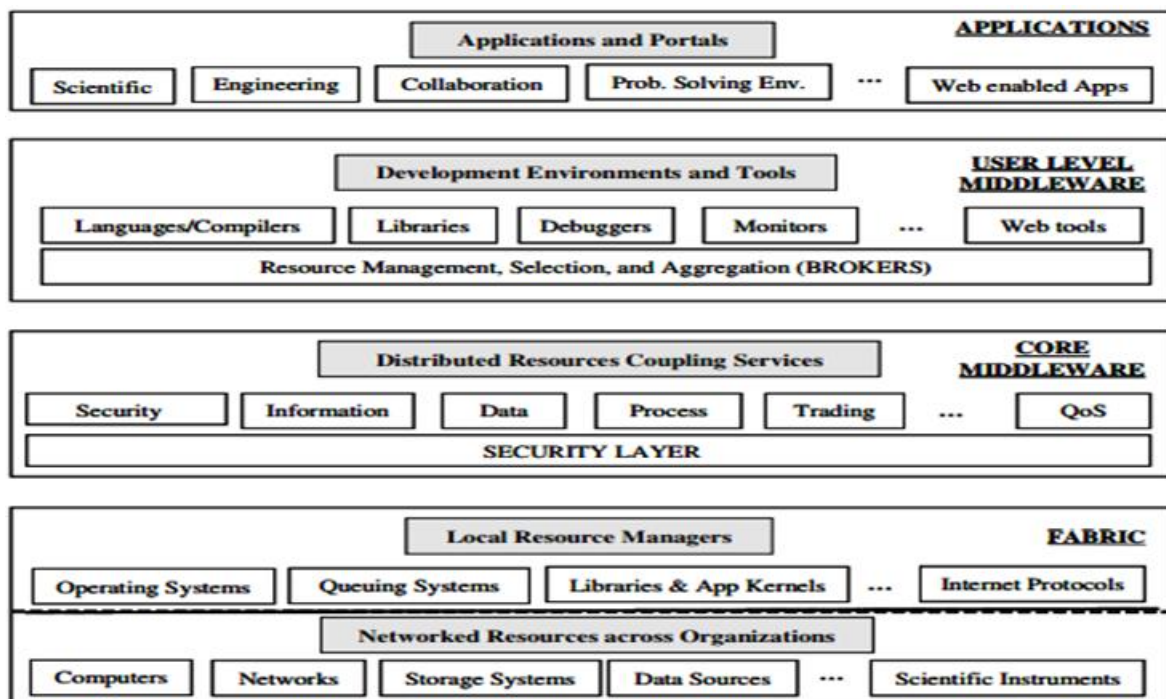 APPLICATIONS
Applications and Portals
Scientific
Engineering
Collaboration
Prob. Solving Env.
...
Web enabled Apps
USER LEVEL
MIDDLEWARE
Development Environments and Tools
Languages/Compilers
Libraries
Debuggers
Monitors
...
Web tools
Resource Management, Selection, and Aggregation (BROKERS)
CORE
MIDDLEWARE
Distributed Resources Coupling Services
Security
Information
Data
Process
Trading
...
QoS
SECURITY LAYER
FABRIC
Local Resource Managers
Operating Systems
Queuing Systems
Libraries & App Kernels
...
Internet Protocols
Networked Resources across Organizations
Computers
Networks
Storage Systems
Data Sources
...
Scientific Instruments